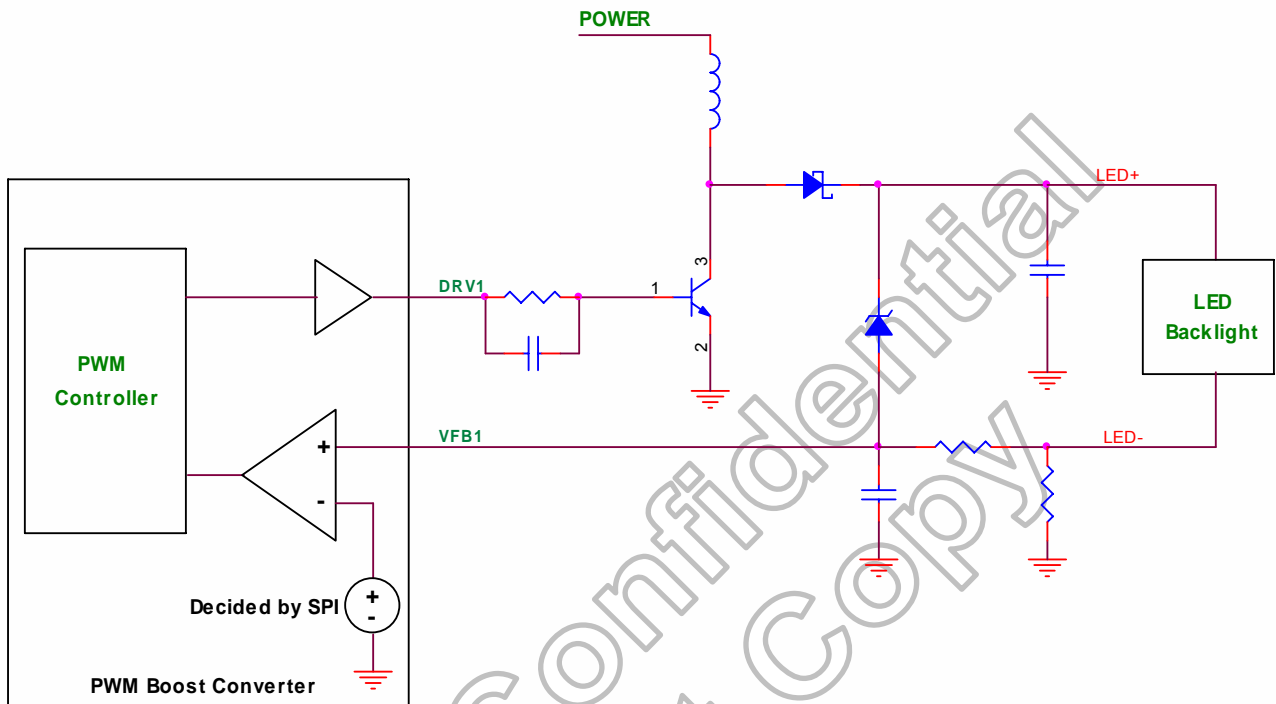 POWER
LED+
3
DRV1
1
2
LED
Backlight
PWM
Controller
VFB1
LED-
+
-
Decided by SPI
+
-
PWM Boost Converter
Confidential
Copy